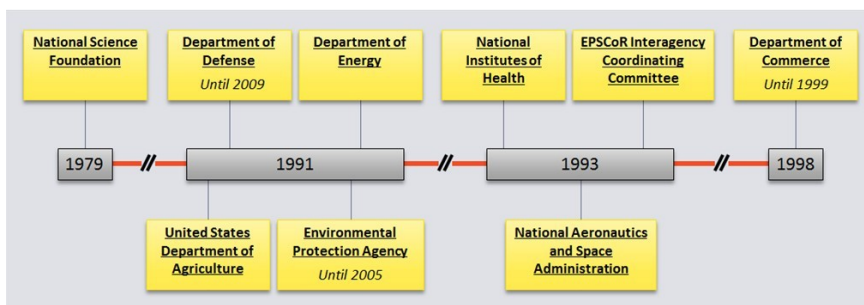 National Science
Foundation
Department of
Defense
Until 2009
Department of
Energy
National
Institutes of
Health
EPSCoR Interagency
Coordinating
Committee
Department of
Commerce
Until 1999
1979
1991
1993
1998
United States
Department of
Agriculture
Environmental
Protection Agency
Until 2005
National Aeronautics
and Space
Administration